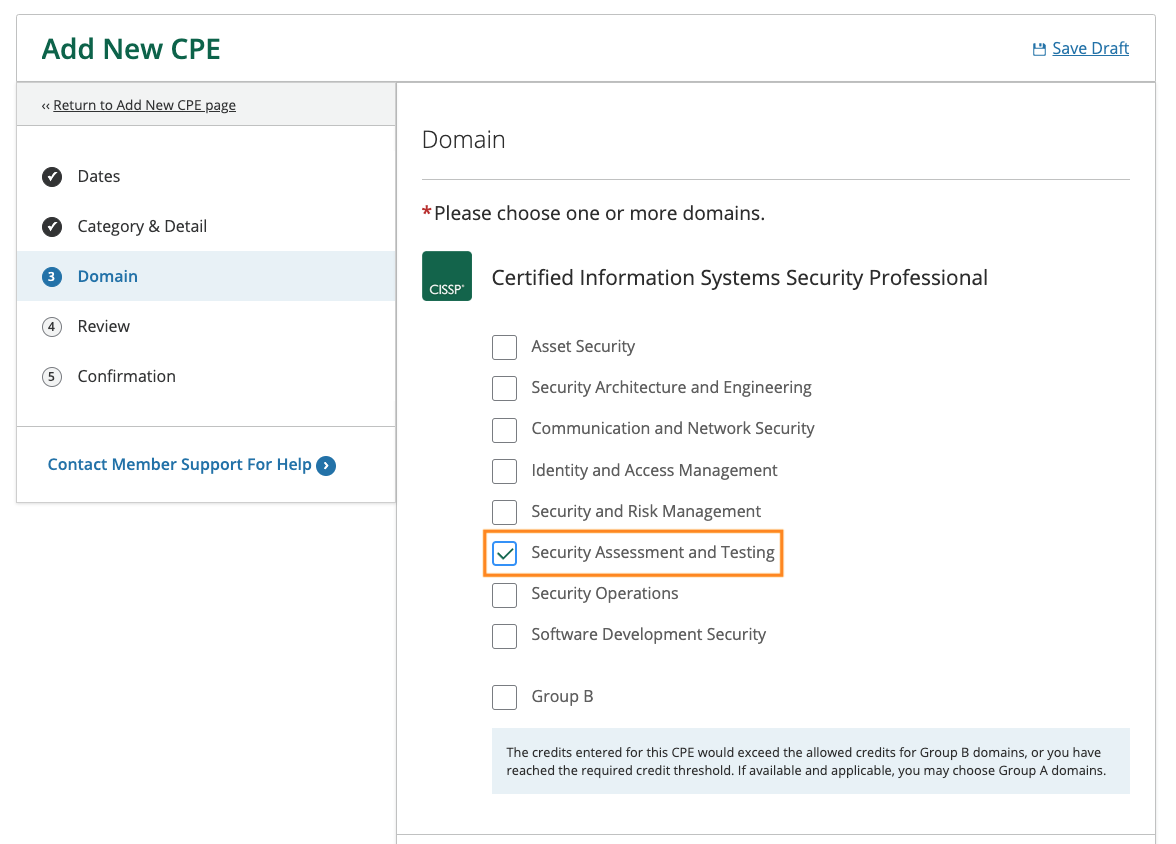 Add New CPE
Save Draft
‹‹ Return to Add New CPE page
Dates
Category & Detail
3 Domain
4 Review
5 Confirmation
Contact Member Support For Help
Domain
*Please choose one or more domains.
CISSP®
Certified Information Systems Security Professional
Asset Security
Security Architecture and Engineering
Communication and Network Security
Identity and Access Management
Security and Risk Management
Security Assessment and Testing
Security Operations
Software Development Security
Group B
The credits entered for this CPE would exceed the allowed credits for Group B domains, or you have
reached the required credit threshold. If available and applicable, you may choose Group A domains.